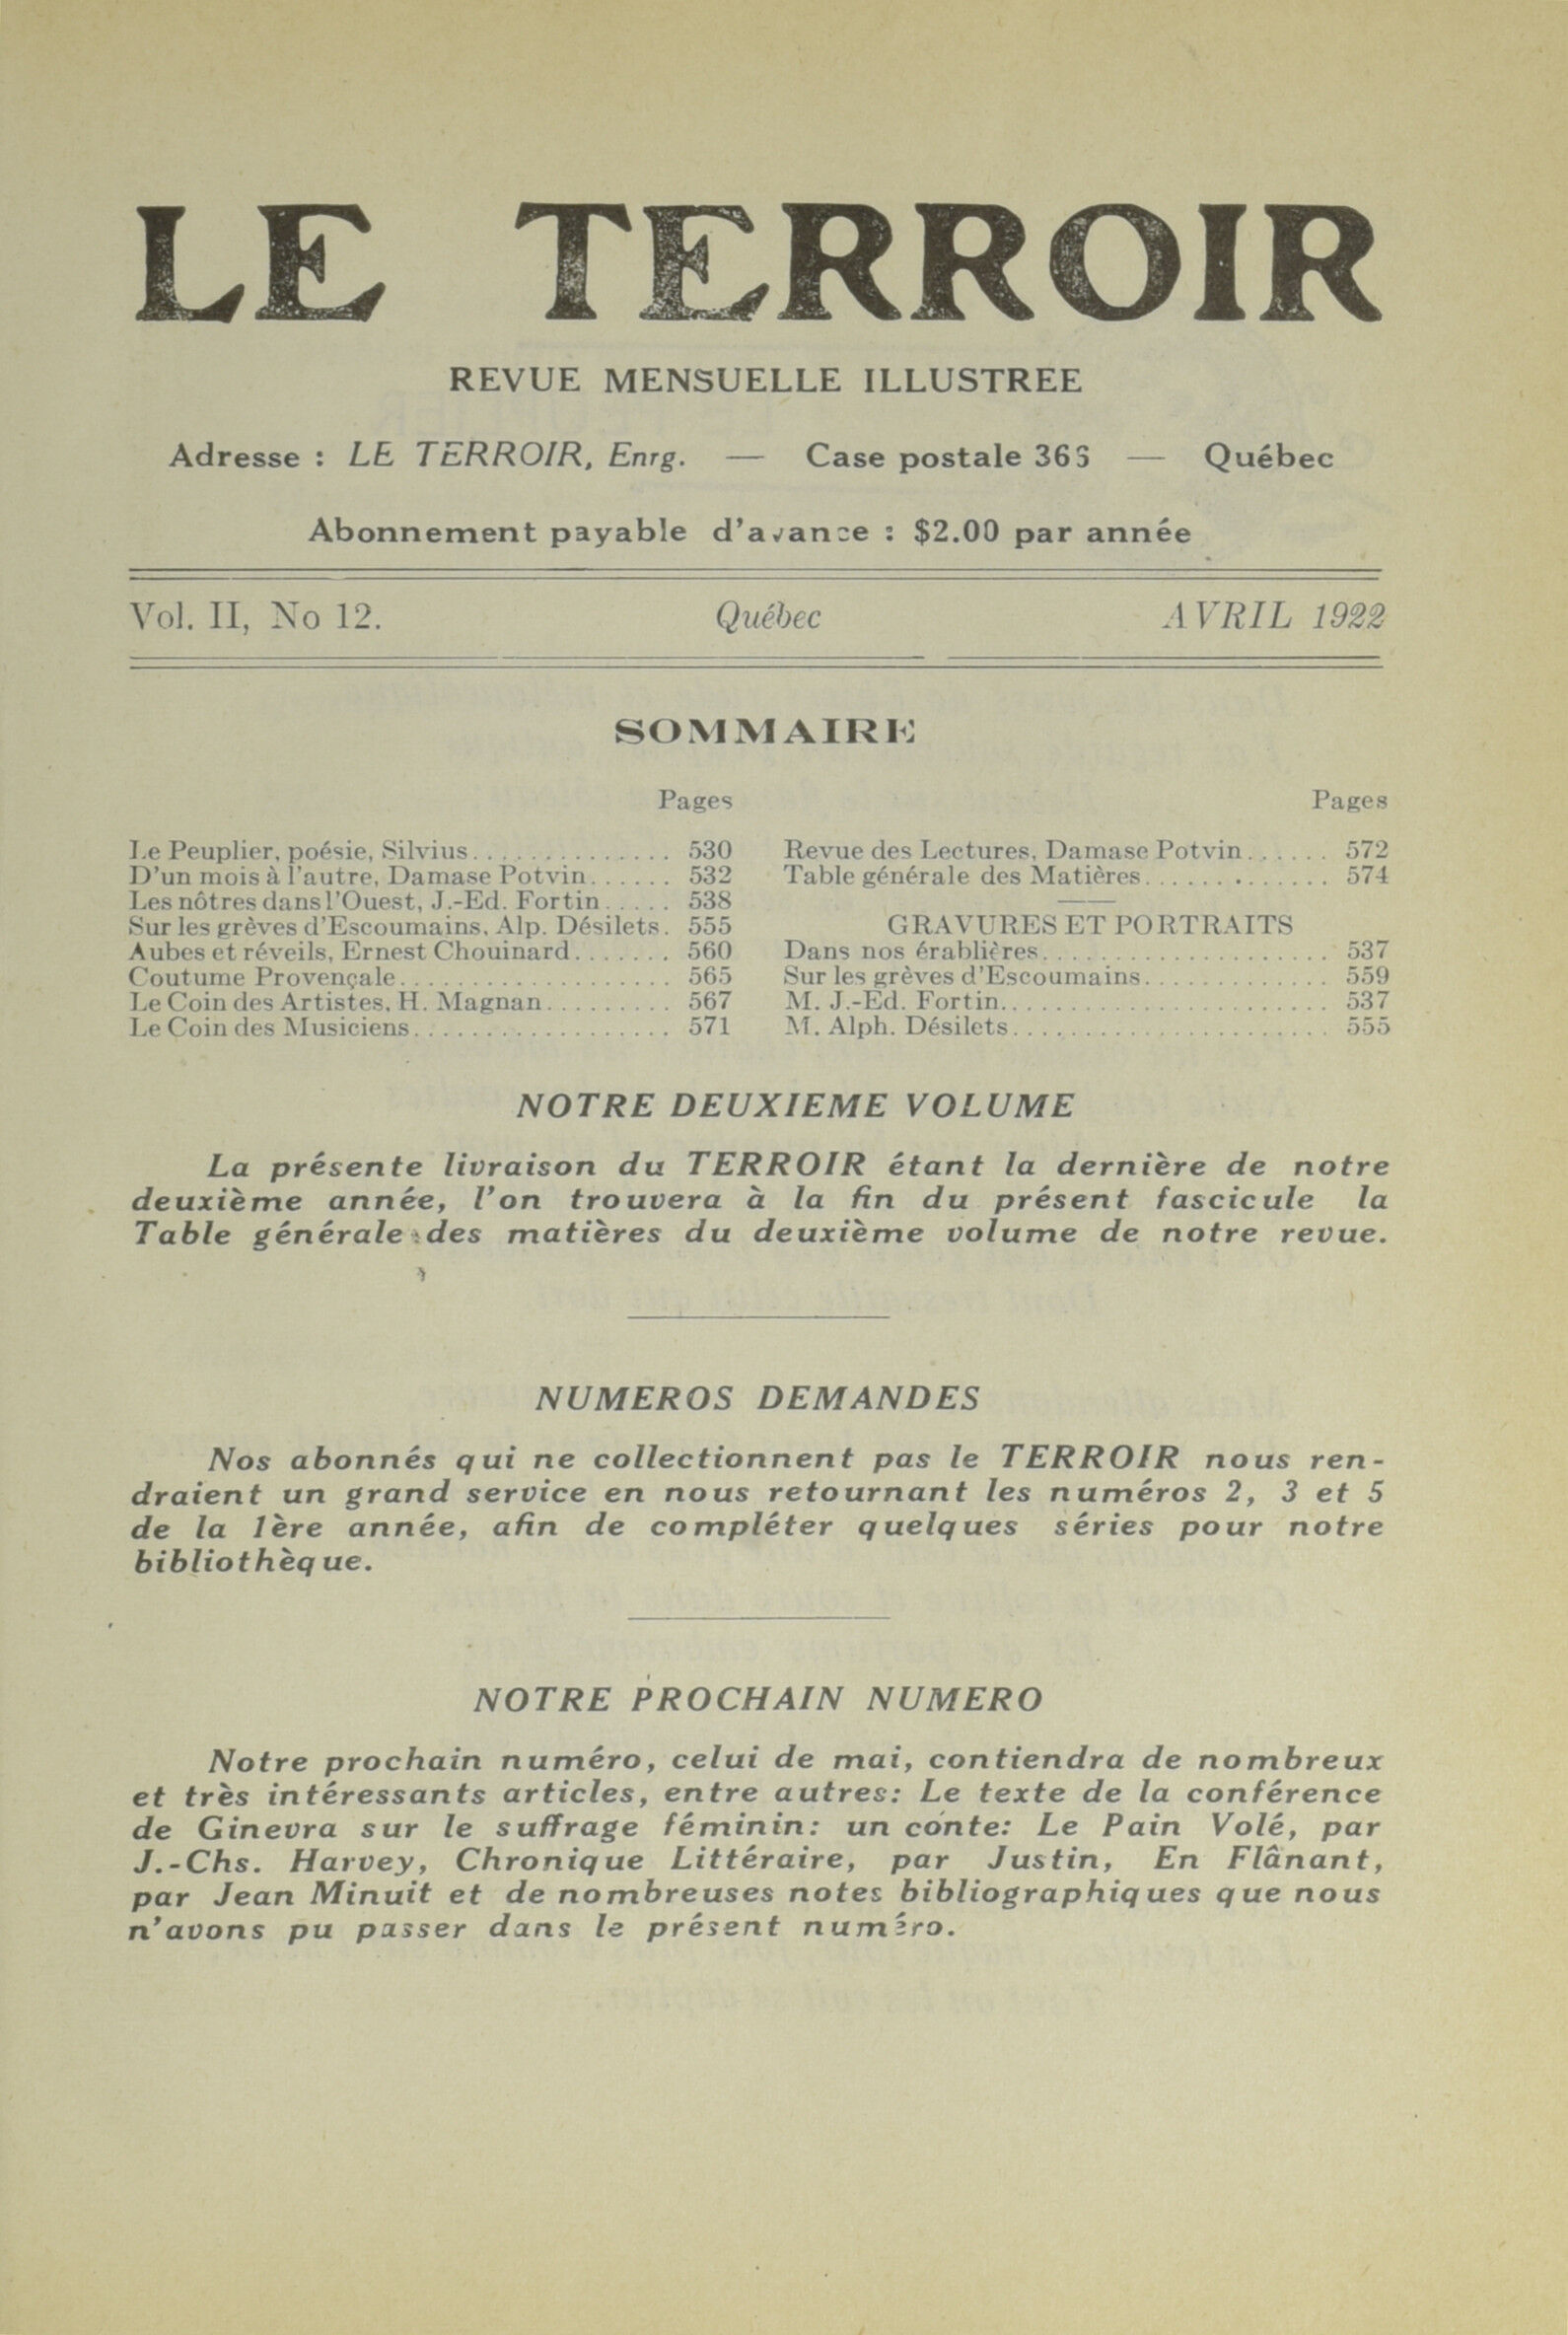 LE TERROIR
REVUE MENSUELLE ILLUSTREE
Adresse : LE TERROIR, Enrg. — Case postale 366 — Québec
Abonnement payable d'avance : $2.00 par année
Vol. II, No 12. Québec AVRIL 1922
SOMMAIRE
Pages
Le Peuplier, poésie, Silvius.............. 530
D'un mois à l'autre, Damase Potvin...... 532
Les nôtres dans l'Ouest, J.-Ed. Fortin..... 538
Sur les grèves d'Escoumains, Alp. Désilets. 555
Aubes et réveils, Ernest Chouinard....... 560
Coutume Provençale................... 565
Le Coin des Artistes, H. Magnan......... 567
Le Coin des Musiciens.................. 571
Pages
Revue des Lectures, Damase Potvin...... 572
Table générale des Matières............. 574
GRAVURES ET PORTRAITS
Dans nos érablières.................... 537
Sur les grèves d'Escoumains............. 559
M. J.-Ed. Fortin....................... 537
M. Alph. Désilets...................... 555
NOTRE DEUXIEME VOLUME
La présente livraison du TERROIR étant la dernière de notre
deuxième année, l'on trouvera à la fin du présent fascicule la
Table générale des matières du deuxième volume de notre revue.
NUMEROS DEMANDES
Nos abonnés qui ne collectionnent pas le TERROIR nous ren-
draient un grand service en nous retournant les numéros 2, 3 et 5
de la 1ère année, afin de compléter quelques séries pour notre
bibliothèque.
NOTRE PROCHAIN NUMERO
Notre prochain numéro, celui de mai, contiendra de nombreux
et très intéressants articles, entre autres: Le texte de la conférence
de Ginevra sur le suffrage féminin: un conte: Le Pain Volé, par
J.-Chs. Harvey, Chronique Littéraire, par Justin, En Flânant,
par Jean Minuit et de nombreuses notes bibliographiques que nous
n'avons pu passer dans le présent numéro.